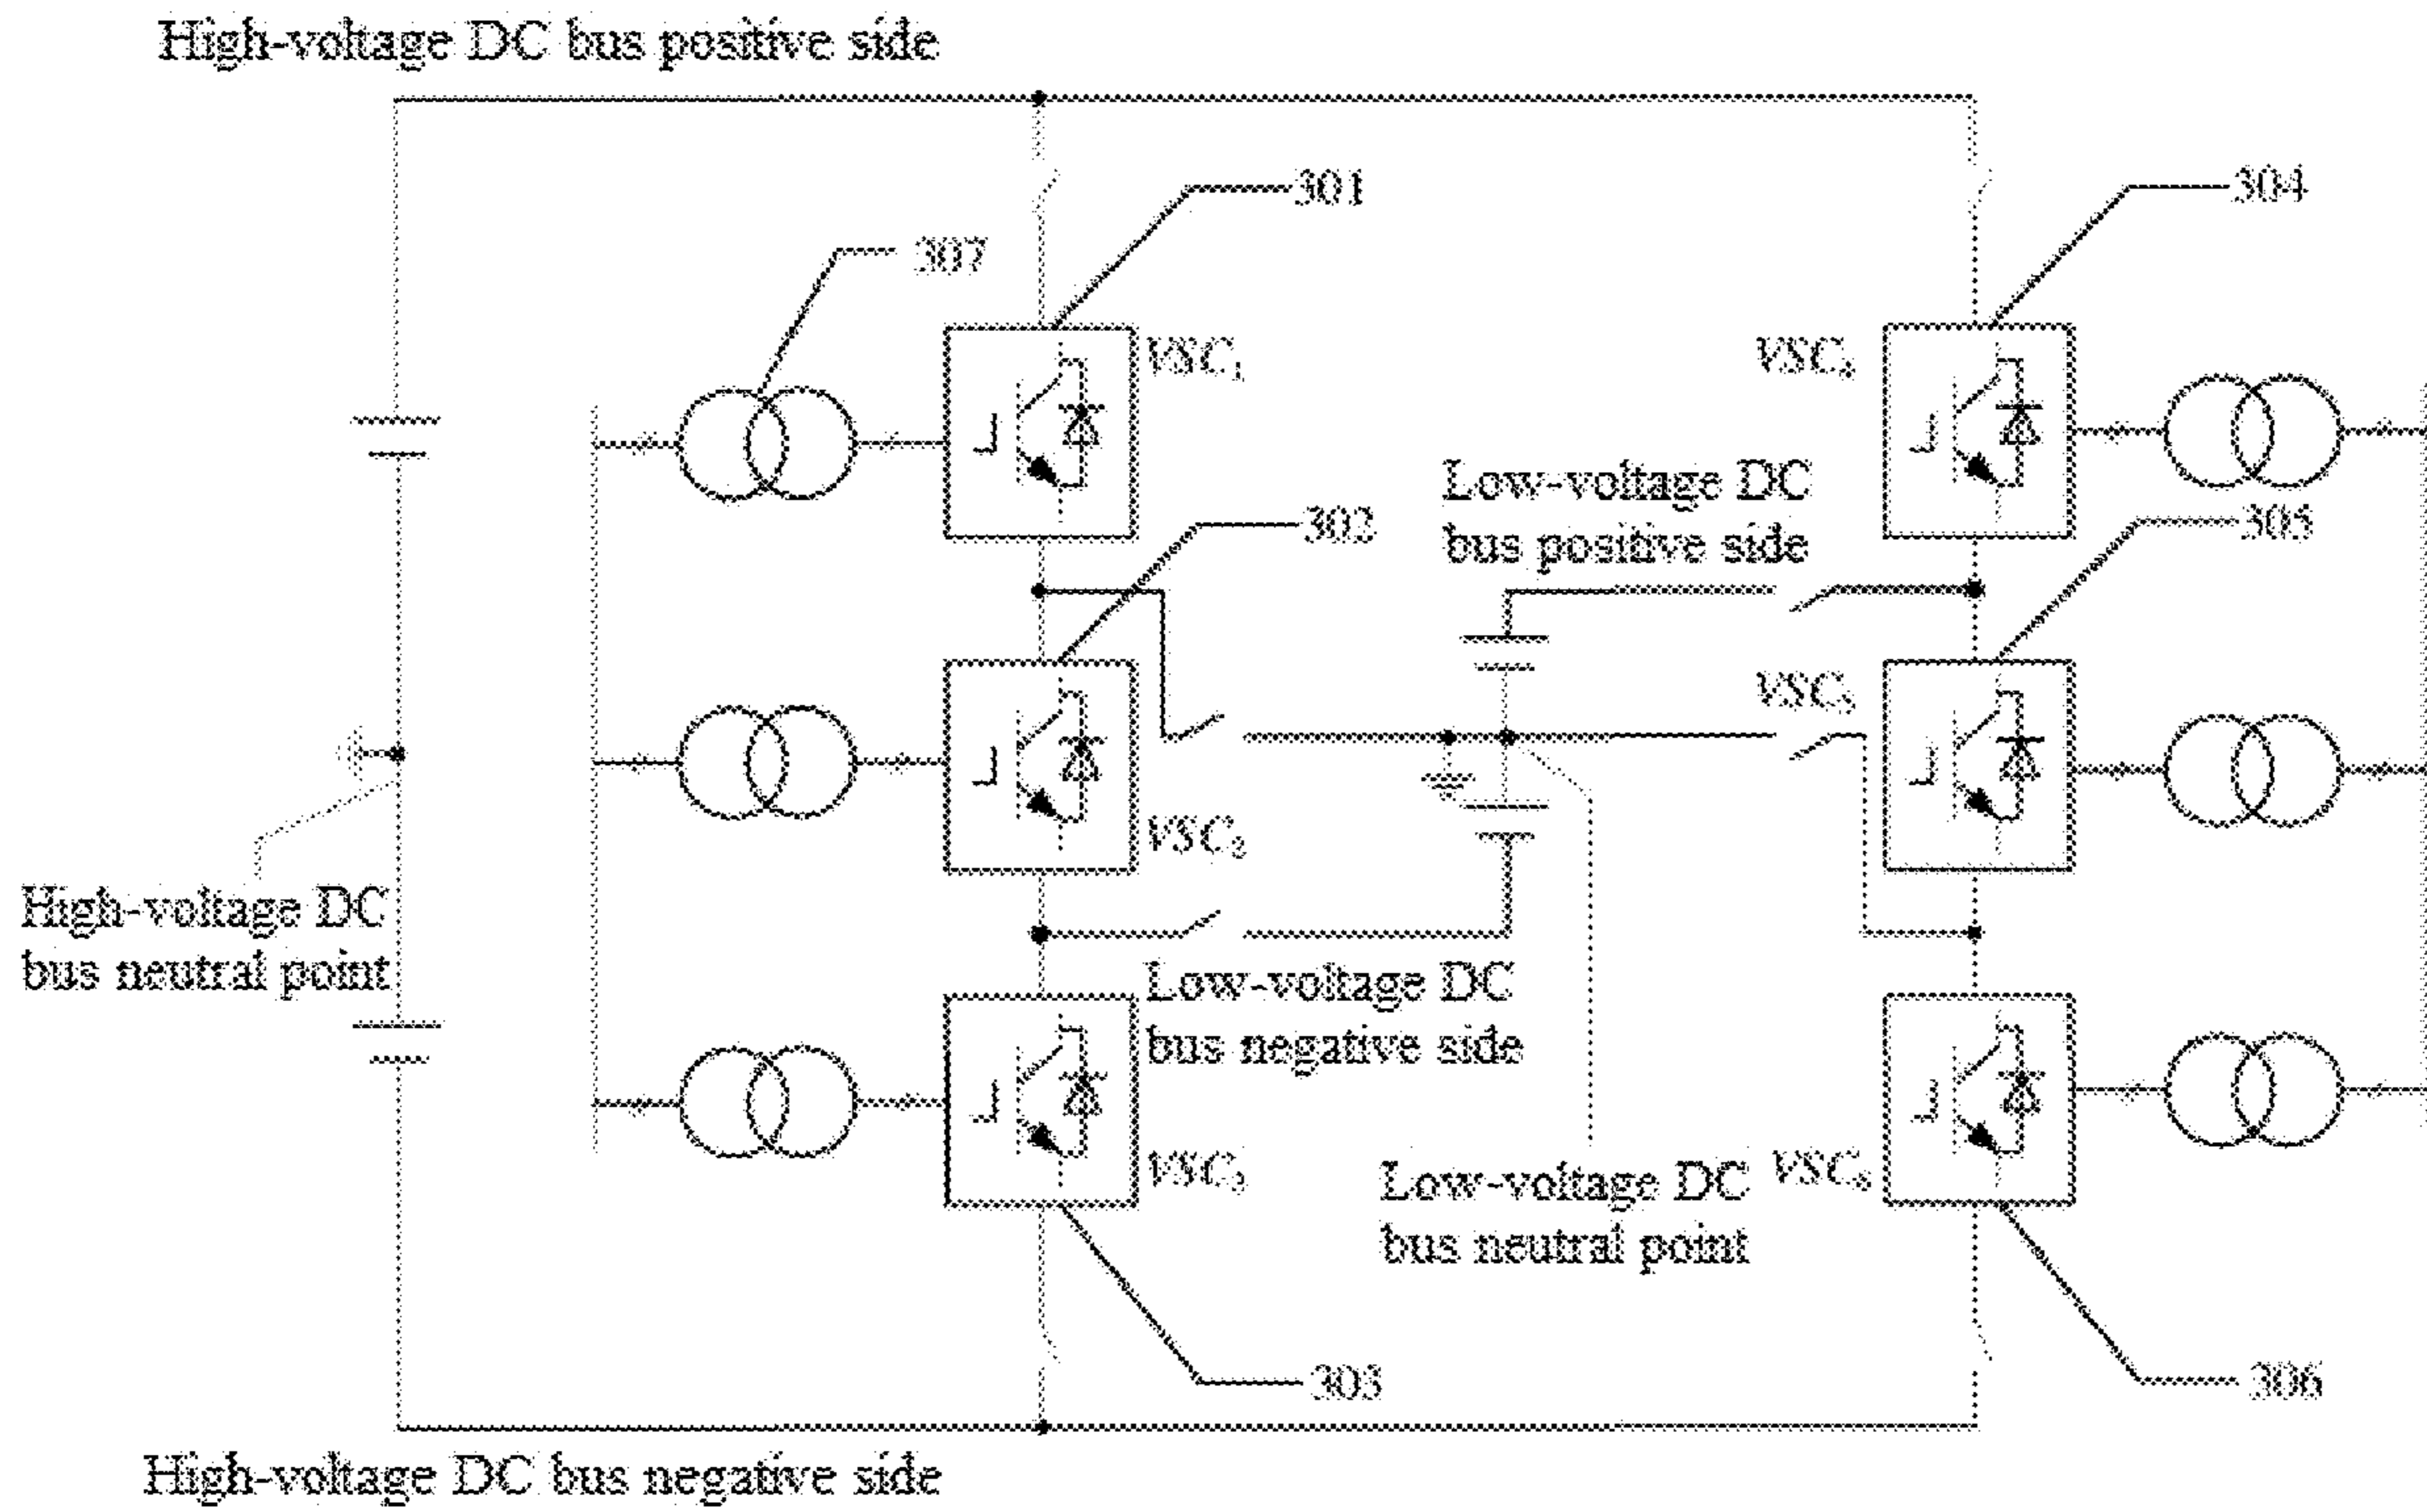 High-voltage DC bus positive side
301
304
307
VSC₁
VSC₄
Low-voltage DC
bus positive side
302
305
VSC₅
VSC₂
High-voltage DC
bus neutral point
Low-voltage DC
bus negative side
VSC₃
Low-voltage DC
bus neutral point
VSC₆
303
306
High-voltage DC bus negative side